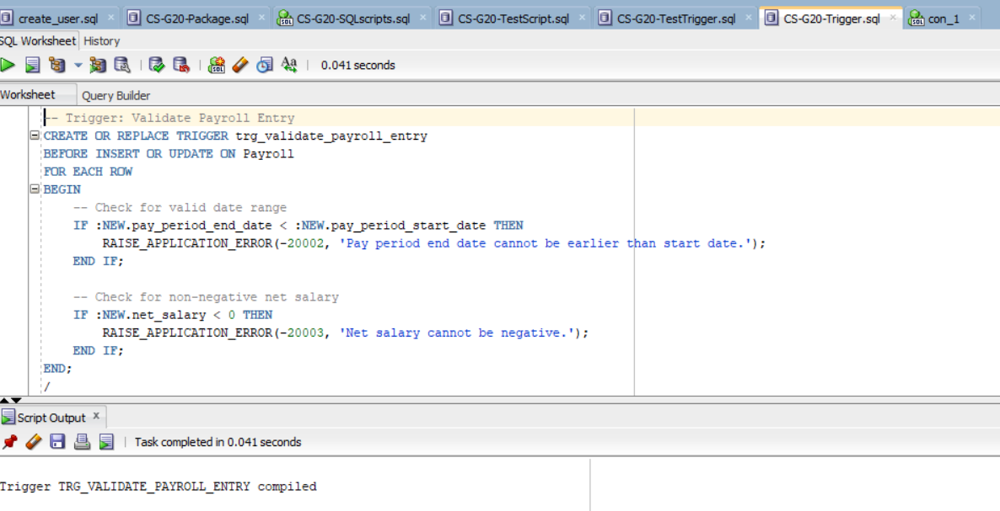 create_user.sql × CS-G20-Package.sql × CS-G20-SQLscripts.sql × CS-G20-TestScript.sql × CS-G20-TestTrigger.sql × CS-G20-Trigger.sql × con_1 ×
SQL Worksheet History
0.041 seconds
Worksheet Query Builder
-- Trigger: Validate Payroll Entry
CREATE OR REPLACE TRIGGER trg_validate_payroll_entry
BEFORE INSERT OR UPDATE ON Payroll
FOR EACH ROW
BEGIN
    -- Check for valid date range
    IF :NEW.pay_period_end_date < :NEW.pay_period_start_date THEN
        RAISE_APPLICATION_ERROR(-20002, 'Pay period end date cannot be earlier than start date.');
    END IF;

    -- Check for non-negative net salary
    IF :NEW.net_salary < 0 THEN
        RAISE_APPLICATION_ERROR(-20003, 'Net salary cannot be negative.');
    END IF;
END;
/
Script Output ×
Task completed in 0.041 seconds
Trigger TRG_VALIDATE_PAYROLL_ENTRY compiled